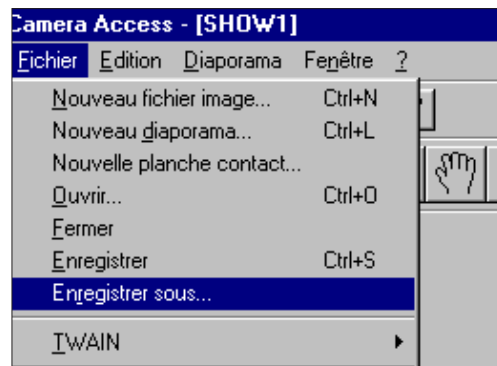 Camera Access - [SHOW1]
Fichier Edition Diaporama Fenêtre ?
Nouveau fichier image... Ctrl+N
Nouveau diaporama... Ctrl+L
Nouvelle planche contact...
Ouvrir... Ctrl+O
Fermer
Enregistrer Ctrl+S
Enregistrer sous...
TWAIN